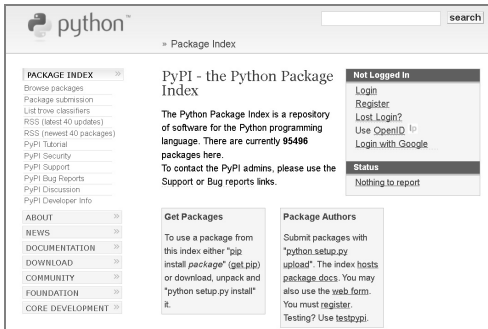 python™
search
» Package Index
PACKAGE INDEX »
Browse packages
Package submission
List trove classifiers
RSS (latest 40 updates)
RSS (newest 40 packages)
PyPI Tutorial
PyPI Security
PyPI Support
PyPI Bug Reports
PyPI Discussion
PyPI Developer Info
ABOUT »
NEWS »
DOCUMENTATION »
DOWNLOAD »
COMMUNITY »
FOUNDATION »
CORE DEVELOPMENT »
PyPI - the Python Package
Index
The Python Package Index is a repository
of software for the Python programming
language. There are currently 95496
packages here.
To contact the PyPI admins, please use the
Support or Bug reports links.
Get Packages
To use a package from
this index either "pip
install package" (get pip)
or download, unpack and
"python setup.py install"
it.
Package Authors
Submit packages with
"python setup.py
upload". The index hosts
package docs. You may
also use the web form.
You must register.
Testing? Use testpypi.
Not Logged In
Login
Register
Lost Login?
Use OpenID
Login with Google
Status
Nothing to report